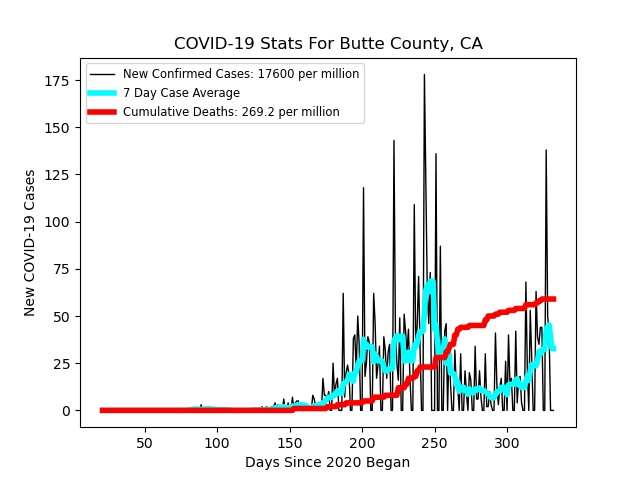 COVID-19 Stats For Butte County, CA
New Confirmed Cases: 17600 per million
7 Day Case Average
Cumulative Deaths: 269.2 per million
175
150
125
100
75
50
25
0
New COVID-19 Cases
50 100 150 200 250 300
Days Since 2020 Began